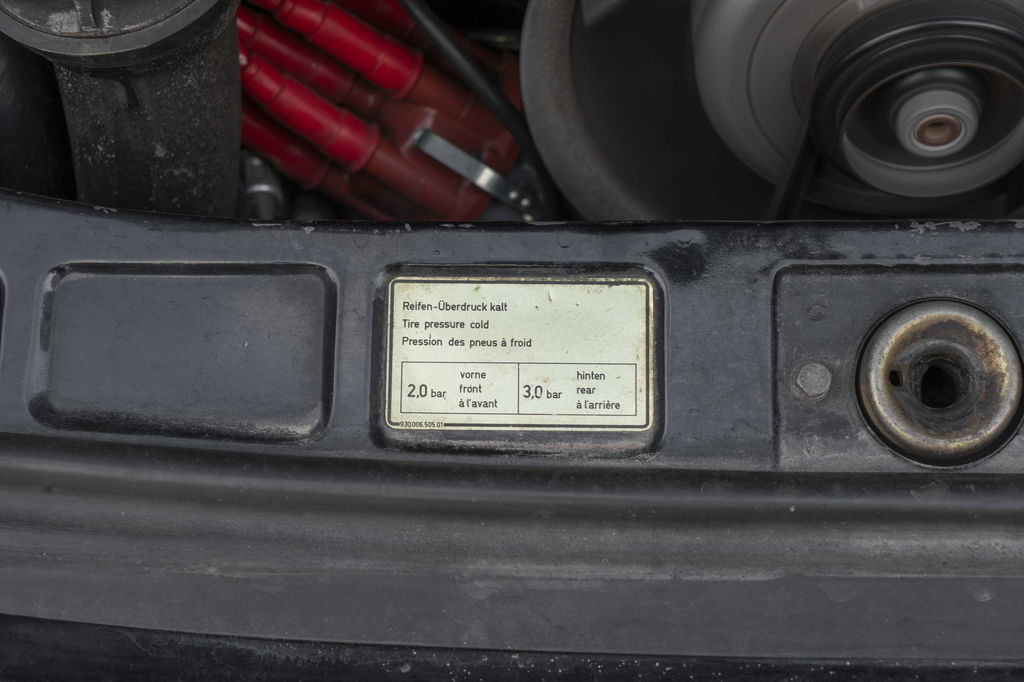 Reifen-Überdruck kalt
Tire pressure cold
Pression des pneus à froid
2,0 bar vorne front à l'avant
3,0 bar hinten rear à l'arrière
930.006.505.01